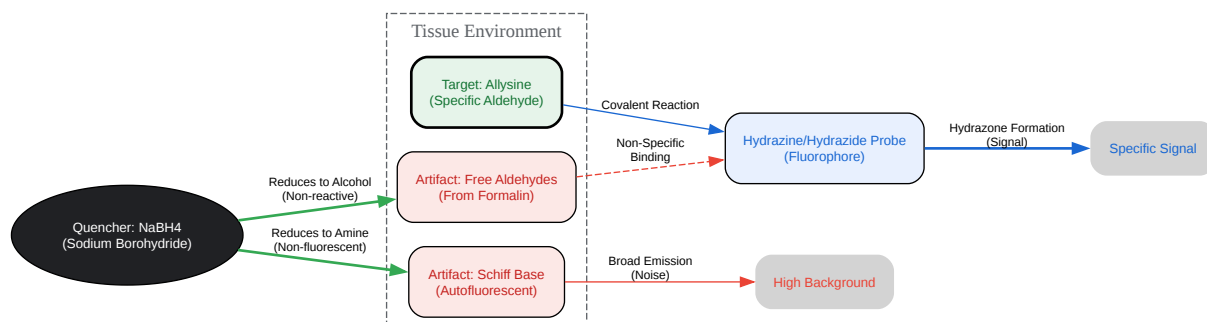 Tissue Environment
Target: Allysine
(Specific Aldehyde)
Covalent Reaction
Non-Specific
Binding
Hydrazine/Hydrazide Probe
(Fluorophore)
Hydrazone Formation
(Signal)
Specific Signal
Artifact: Free Aldehydes
(From Formalin)
Reduces to Alcohol
(Non-reactive)
Quencher: NaBH4
(Sodium Borohydride)
Reduces to Amine
(Non-fluorescent)
Artifact: Schiff Base
(Autofluorescent)
Broad Emission
(Noise)
High Background